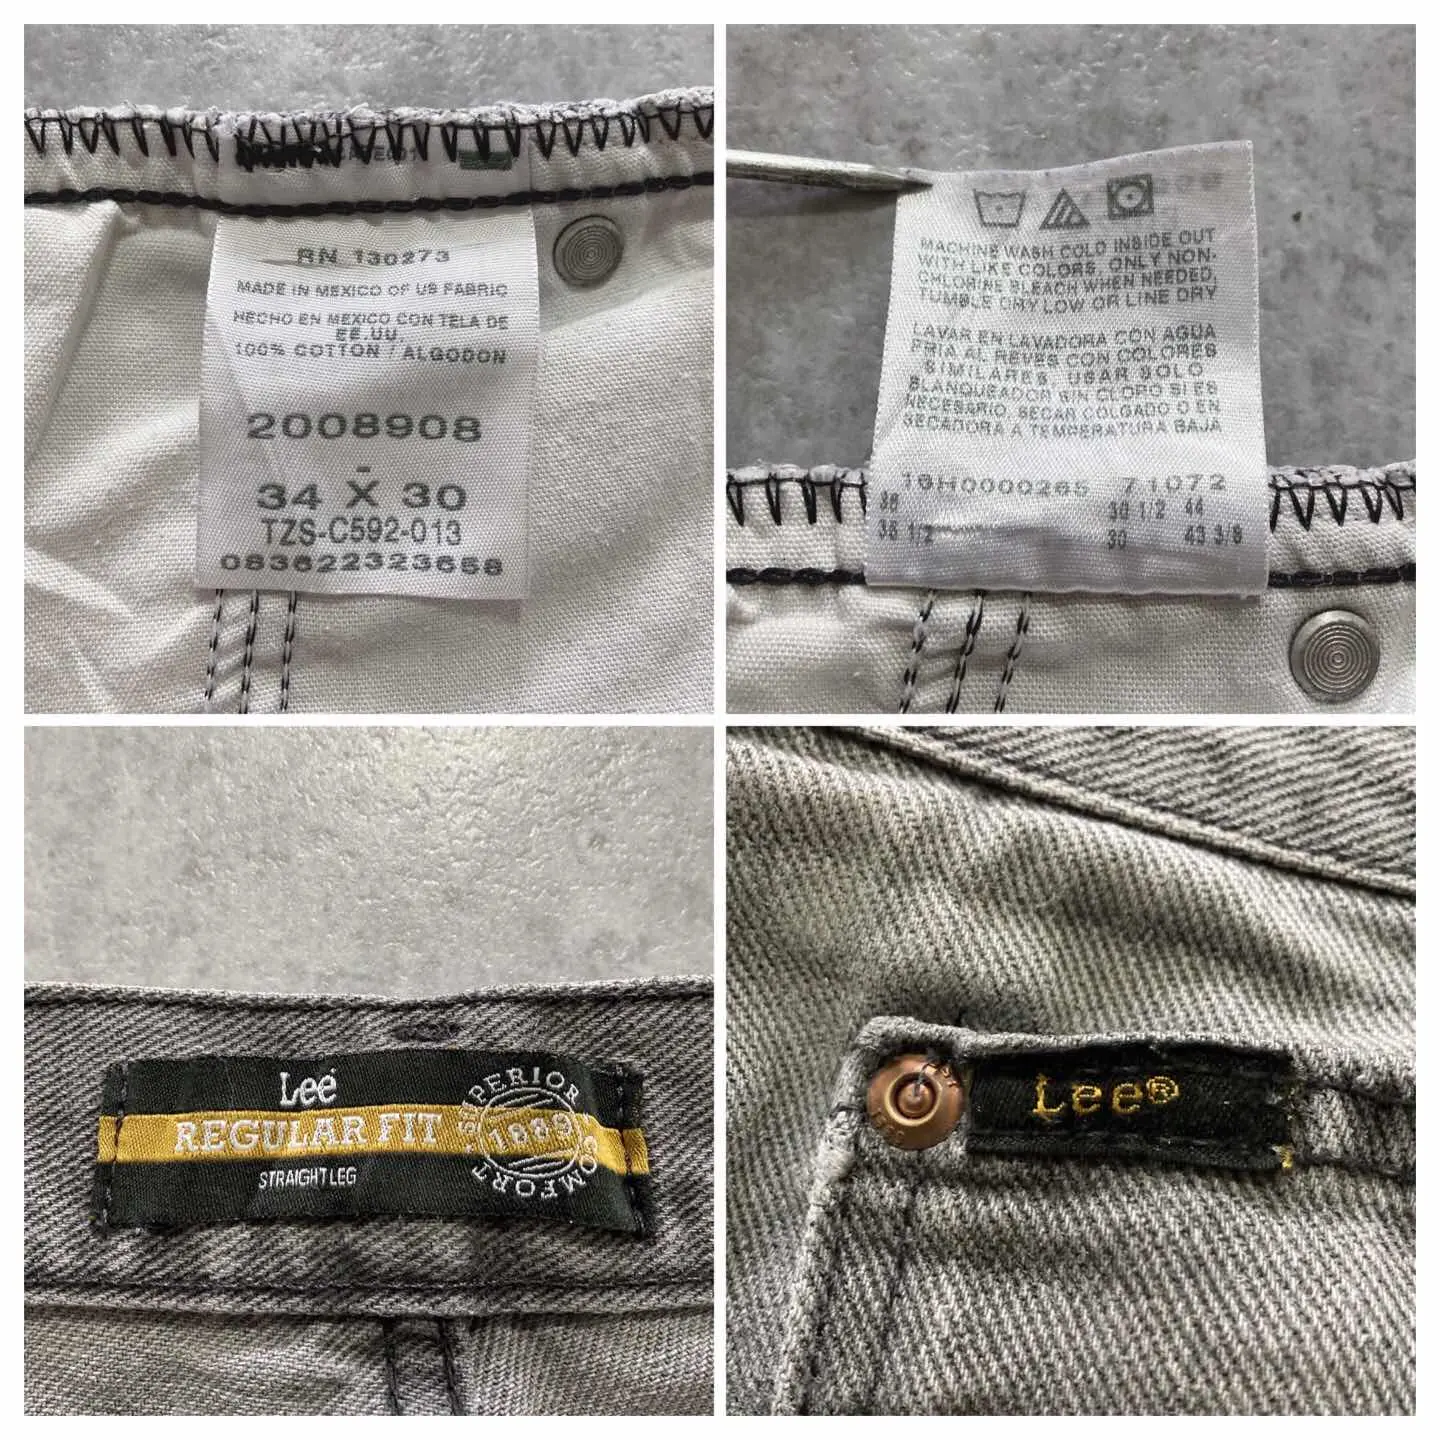 RN 130273
MADE IN MEXICO OF US FABRIC
HECHO EN MEXICO CON TELA DE
EE.UU
100% COTTON / ALGODON
2008908
-
34 X 30
TZS-C592-013
083622323658
MACHINE WASH COLD INSIDE OUT
WITH LIKE COLORS, ONLY NON-
CHLORINE BLEACH WHEN NEEDED,
TUMBLE DRY LOW OR LINE DRY
LAVAR EN LAVADORA CON AGUA
FRIA AL REVES CON COLORES
SIMILARES, USAR SOLO
BLANQUEADOR SIN CLORO SI ES
NECESARIO, SECAR COLGADO O EN
SECADORA A TEMPERATURA BAJA
16H0000265 71072
36 30 1/2 44
35 1/2 30 43 3/8
Lee
REGULAR FIT
STRAIGHT LEG
SUPERIOR COMFORT
1889
Lee®